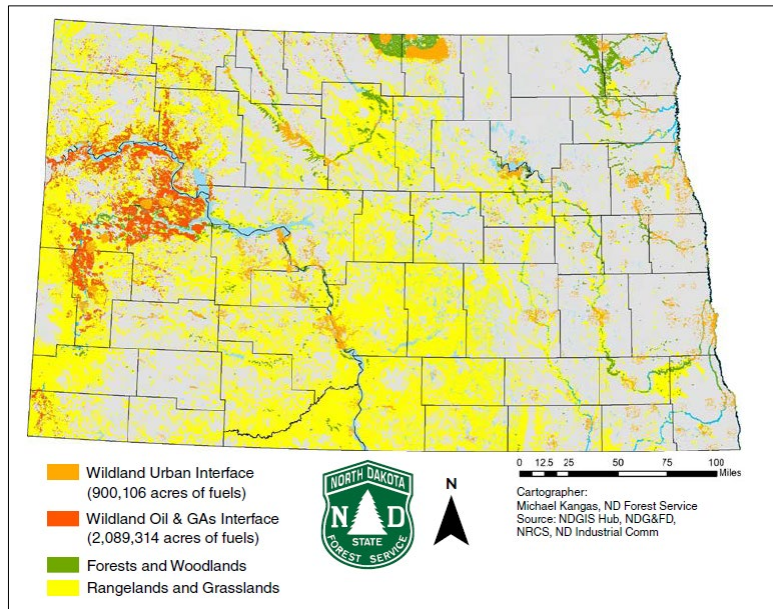 Wildland Urban Interface
(900,106 acres of fuels)
Wildland Oil & GAs Interface
(2,089,314 acres of fuels)
Forests and Woodlands
Rangelands and Grasslands
NORTH DAKOTA
N D
STATE
FOREST SERVICE
N
0 12.5 25 50 75 100
Miles
Cartographer:
Michael Kangas, ND Forest Service
Source: NDGIS Hub, NDG&FD,
NRCS, ND Industrial Comm